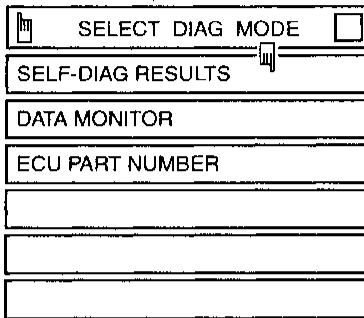 SELECT DIAG MODE
SELF-DIAG RESULTS
DATA MONITOR
ECU PART NUMBER